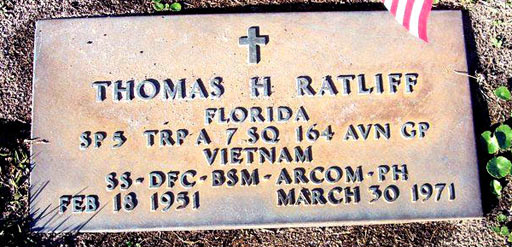 THOMAS H RATLIFF
FLORIDA
SP5 TRP A 7 SQ 164 AVN GP
VIETNAM
SS-DFC-BSM-ARCOM-PH
FEB 18 1951 MARCH 30 1971